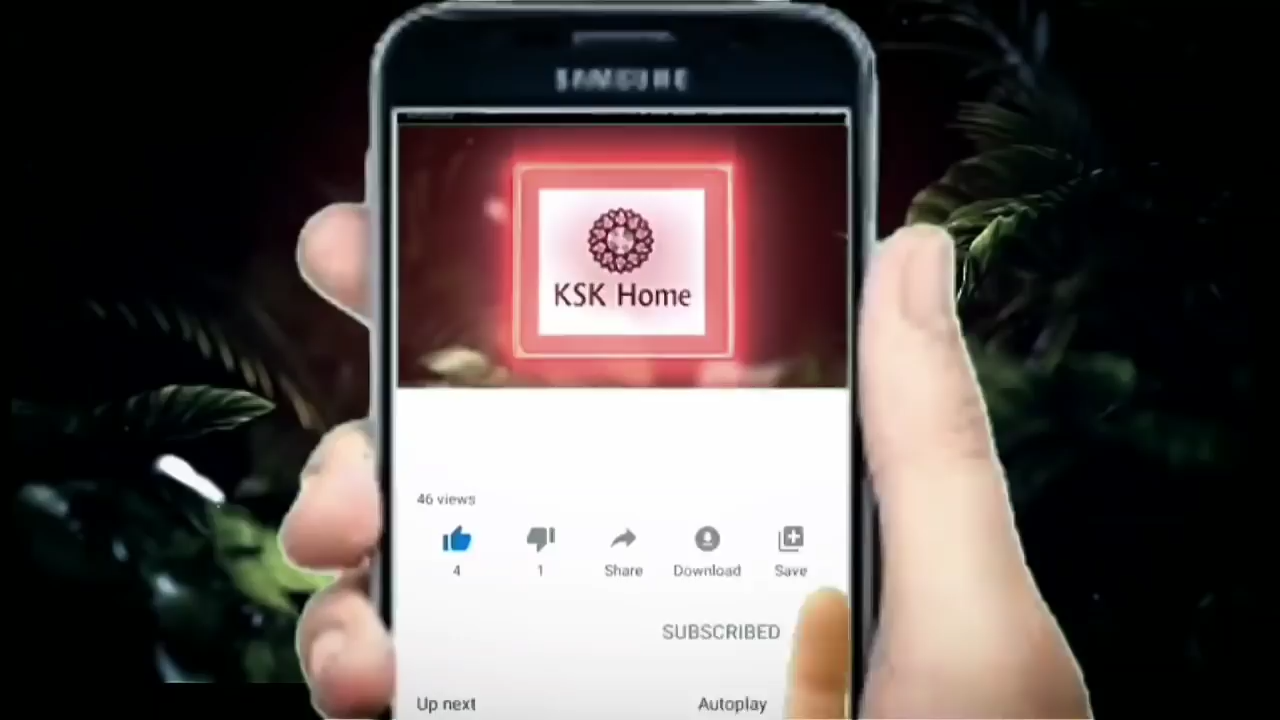 SAMSUNG
KSK Home
46 views
4
1
Share
Download
Save
SUBSCRIBED
Up next
Autoplay